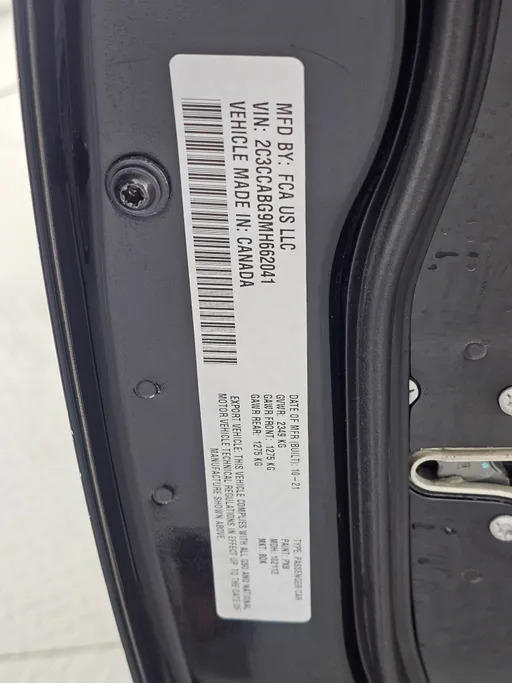 MFD BY: FCA US LLC
VIN: 2C3CCABG9MH662041
VEHICLE MADE IN: CANADA
DATE OF MFR (BUILT): 10-21
GVWR: 2349 KG
GAWR FRONT: 1275 KG
GAWR REAR: 1275 KG
EXPORT VEHICLE: THIS VEHICLE COMPLIES WITH ALL GSO AND NATIONAL
MOTOR VEHICLE TECHNICAL REGULATIONS IN EFFECT UP TO THE DATE OF
MANUFACTURE SHOWN ABOVE.
TYPE: PASSENGER CAR
PAINT: PX8
MDH: 102112
MKT: 9DX